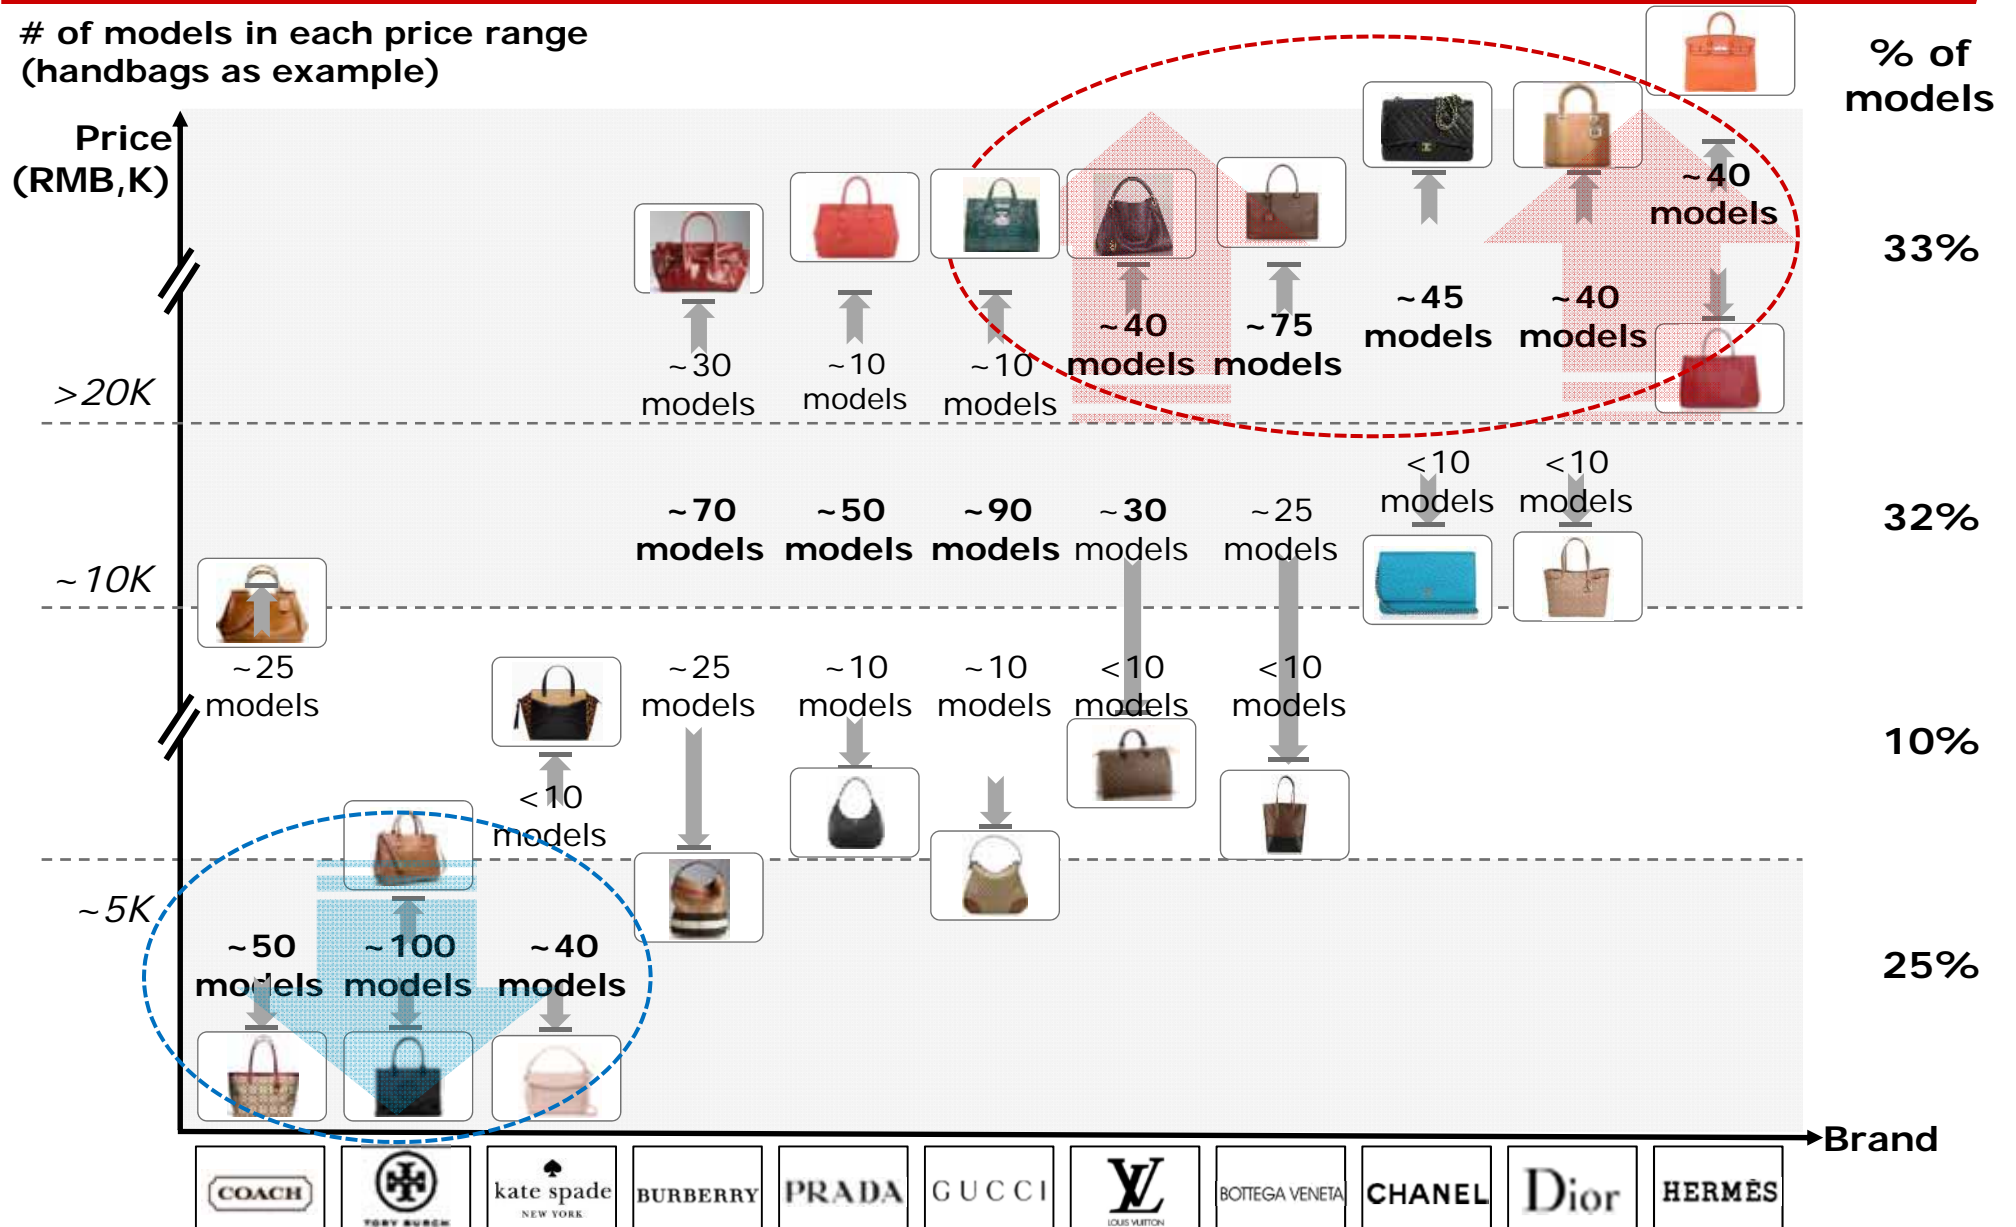 # of models in each price range
(handbags as example)
% of
models
Price
(RMB,K)
~40
models
33%
~45
models
~40
models
~40
models
~75
models
~30
models
~10
models
~10
models
>20K
<10
models
<10
models
~70
models
~50
models
~90
models
~30
models
~25
models
32%
~10K
~25
models
~25
models
~10
models
~10
models
<10
models
<10
models
10%
<10
models
~5K
~50
models
~100
models
~40
models
25%
Brand
COACH
TORY BURCH
kate spade
NEW YORK
BURBERRY
PRADA
GUCCI
LV
LOUIS VUITTON
BOTTEGA VENETA
CHANEL
Dior
HERMÈS